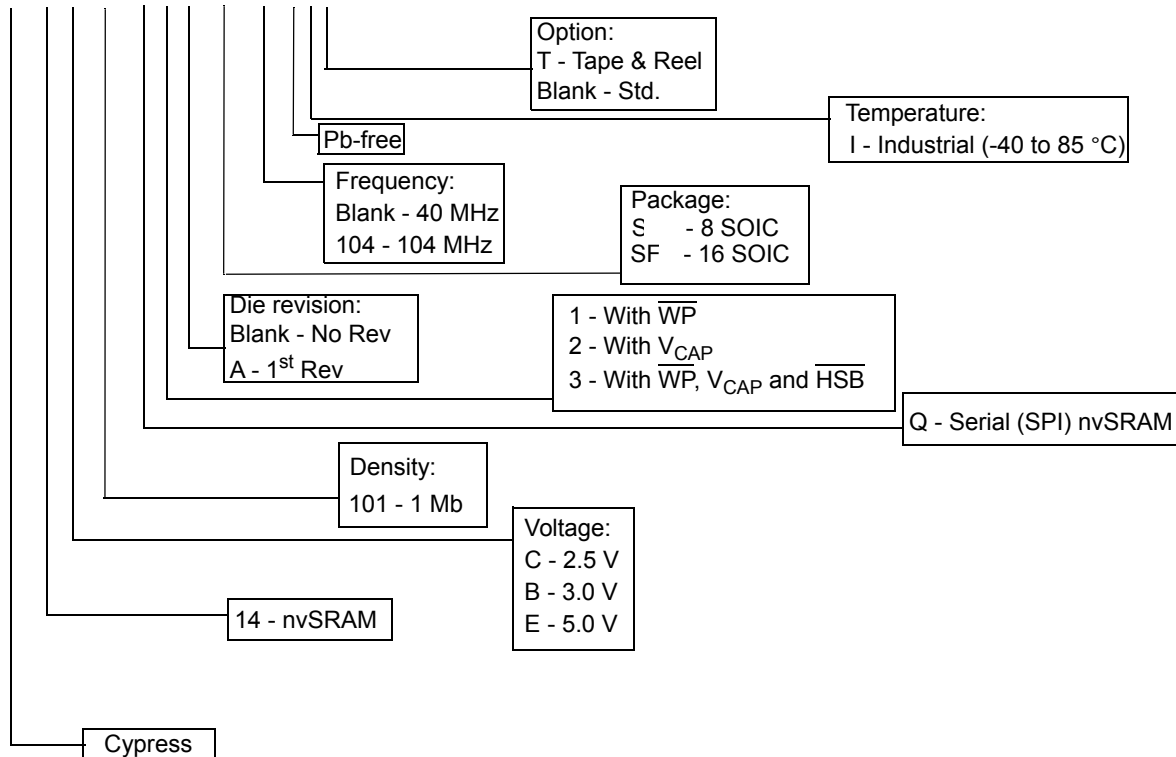 Option:
T - Tape & Reel
Blank - Std.
Temperature:
I - Industrial (-40 to 85 °C)
Pb-free
Frequency:
Blank - 40 MHz
104 - 104 MHz
Package:
S - 8 SOIC
SF - 16 SOIC
Die revision:
Blank - No Rev
A - 1st Rev
1 - With W̅P̅
2 - With VCAP
3 - With W̅P̅, VCAP and H̅S̅B̅
Q - Serial (SPI) nvSRAM
Density:
101 - 1 Mb
Voltage:
C - 2.5 V
B - 3.0 V
E - 5.0 V
14 - nvSRAM
Cypress